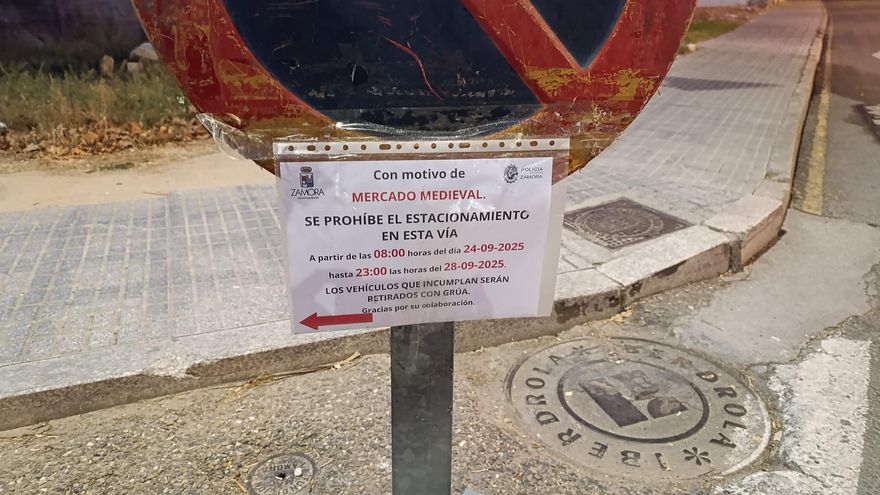 ZAMORA
POLICÍA
ZAMORA
Con motivo de
MERCADO MEDIEVAL.
SE PROHÍBE EL ESTACIONAMIENTO
EN ESTA VÍA
A partir de las 08:00 horas del día 24-09-2025
hasta 23:00 las horas del 28-09-2025.
LOS VEHÍCULOS QUE INCUMPLAN SERÁN
RETIRADOS CON GRÚA.
Gracias por su colaboración.
IBERDROLA * IBERDROLA *